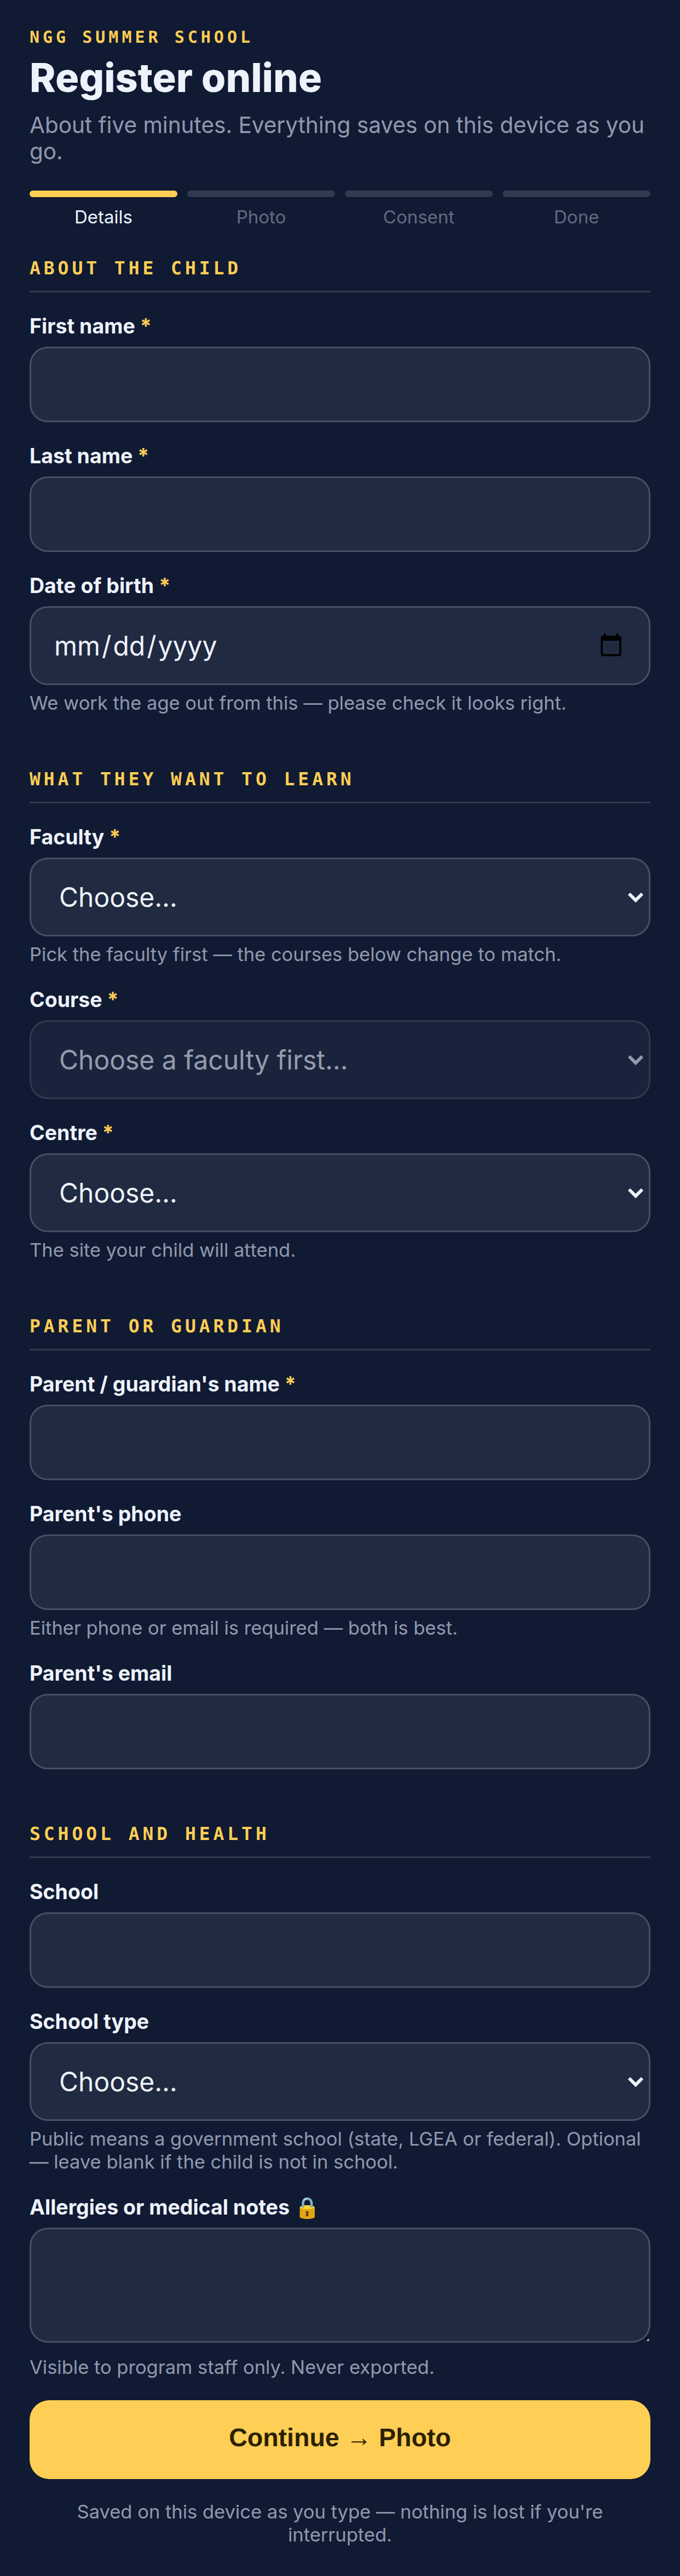 NGG SUMMER SCHOOL
Register online
About five minutes. Everything saves on this device as you
go.
Details
Photo
Consent
Done
ABOUT THE CHILD
First name *
Last name *
Date of birth *
mm/dd/yyyy
We work the age out from this — please check it looks right.
WHAT THEY WANT TO LEARN
Faculty *
Choose...
Pick the faculty first — the courses below change to match.
Course *
Choose a faculty first...
Centre *
Choose...
The site your child will attend.
PARENT OR GUARDIAN
Parent / guardian's name *
Parent's phone
Either phone or email is required — both is best.
Parent's email
SCHOOL AND HEALTH
School
School type
Choose...
Public means a government school (state, LGEA or federal). Optional
— leave blank if the child is not in school.
Allergies or medical notes 🔒
Visible to program staff only. Never exported.
Continue → Photo
Saved on this device as you type — nothing is lost if you're
interrupted.